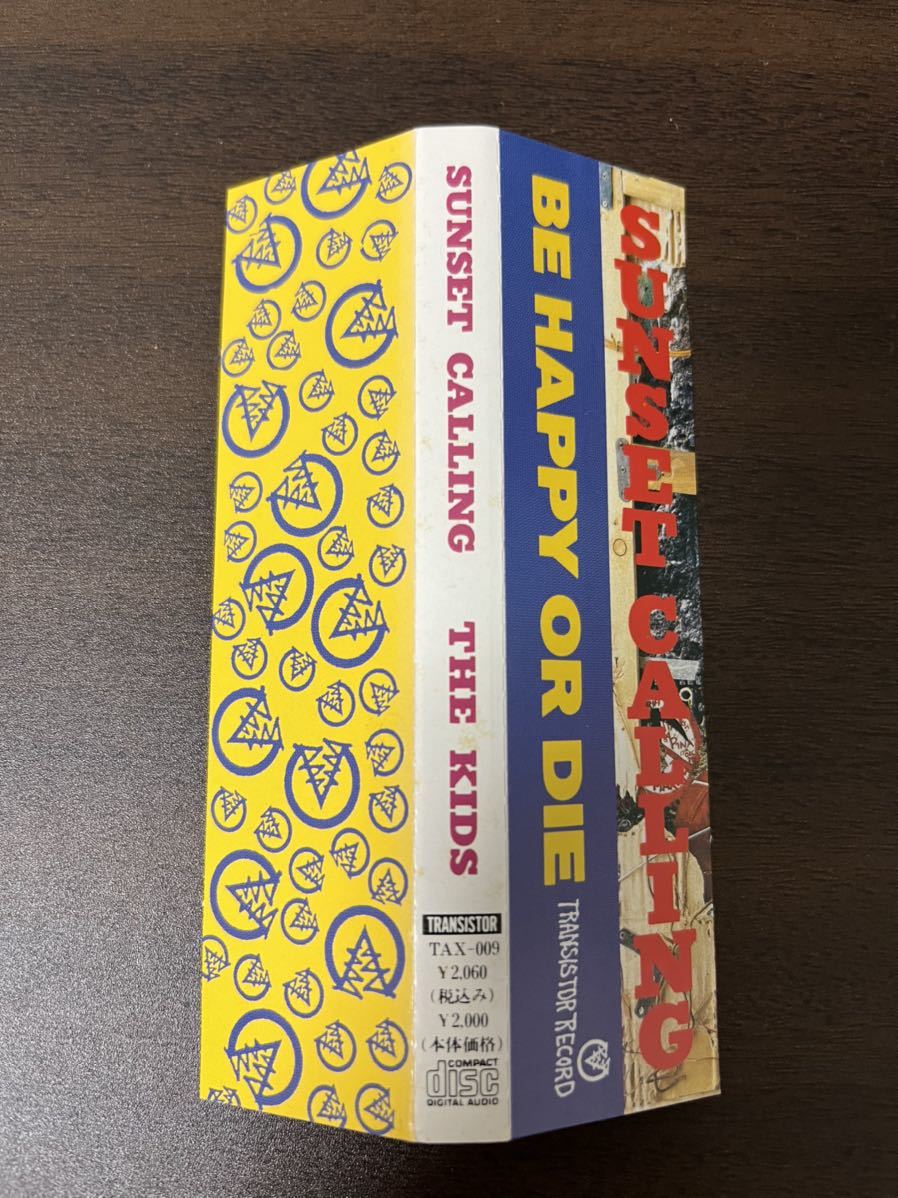 SUNSET CALLING THE KIDS
TRANSISTOR
TAX-009
¥2,060
(税込み)
¥2,000
(本体価格)
COMPACT
disc
DIGITAL AUDIO
BE HAPPY OR DIE
TRANSISTOR RECORD
SUNSET CALLING